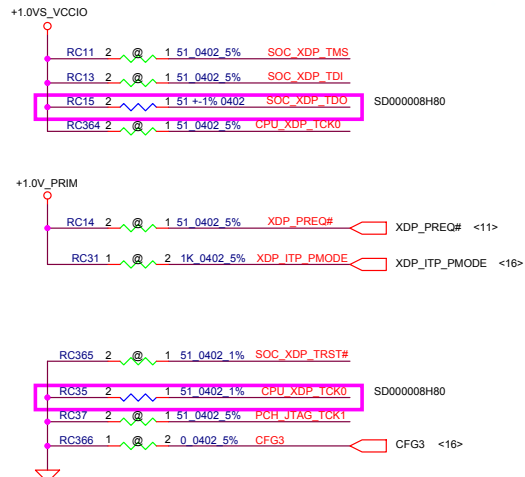 +1.0VS_VCCIO
RC11 2 @ 1 51_0402_5% SOC_XDP_TMS
RC13 2 @ 1 51_0402_5% SOC_XDP_TDI
RC15 2 1 51 +-1% 0402 SOC_XDP_TDO SD000008H80
RC364 2 @ 1 51_0402_5% CPU_XDP_TCK0
+1.0V_PRIM
RC14 2 @ 1 51_0402_5% XDP_PREQ# XDP_PREQ# <11>
RC31 1 @ 2 1K_0402_5% XDP_ITP_PMODE XDP_ITP_PMODE <16>
RC365 2 @ 1 51_0402_1% SOC_XDP_TRST#
RC35 2 1 51_0402_1% CPU_XDP_TCK0 SD000008H80
RC37 2 @ 1 51_0402_5% PCH_JTAG_TCK1
RC366 1 @ 2 0_0402_5% CFG3 CFG3 <16>